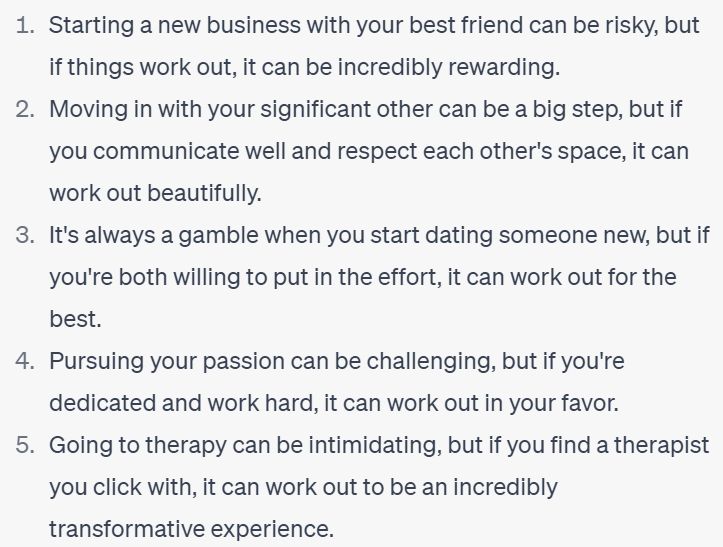 1. Starting a new business with your best friend can be risky, but
if things work out, it can be incredibly rewarding.
2. Moving in with your significant other can be a big step, but if
you communicate well and respect each other's space, it can
work out beautifully.
3. It's always a gamble when you start dating someone new, but if
you're both willing to put in the effort, it can work out for the
best.
4. Pursuing your passion can be challenging, but if you're
dedicated and work hard, it can work out in your favor.
5. Going to therapy can be intimidating, but if you find a therapist
you click with, it can work out to be an incredibly
transformative experience.